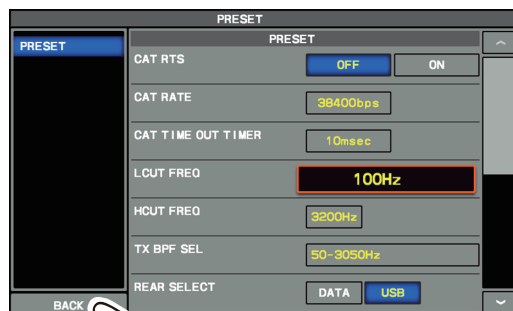 PRESET
PRESET
PRESET
CAT RTS OFF ON
CAT RATE 38400bps
CAT TIME OUT TIMER 10msec
LCUT FREQ 100Hz
HCUT FREQ 3200Hz
TX BPF SEL 50-3050Hz
REAR SELECT DATA USB
BACK